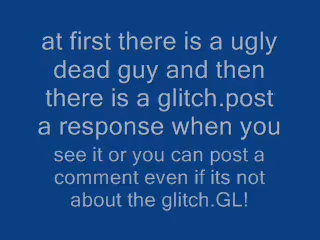 at first there is a ugly
dead guy and then
there is a glitch.post
a response when you
see it or you can post a
comment even if its not
about the glitch.GL!